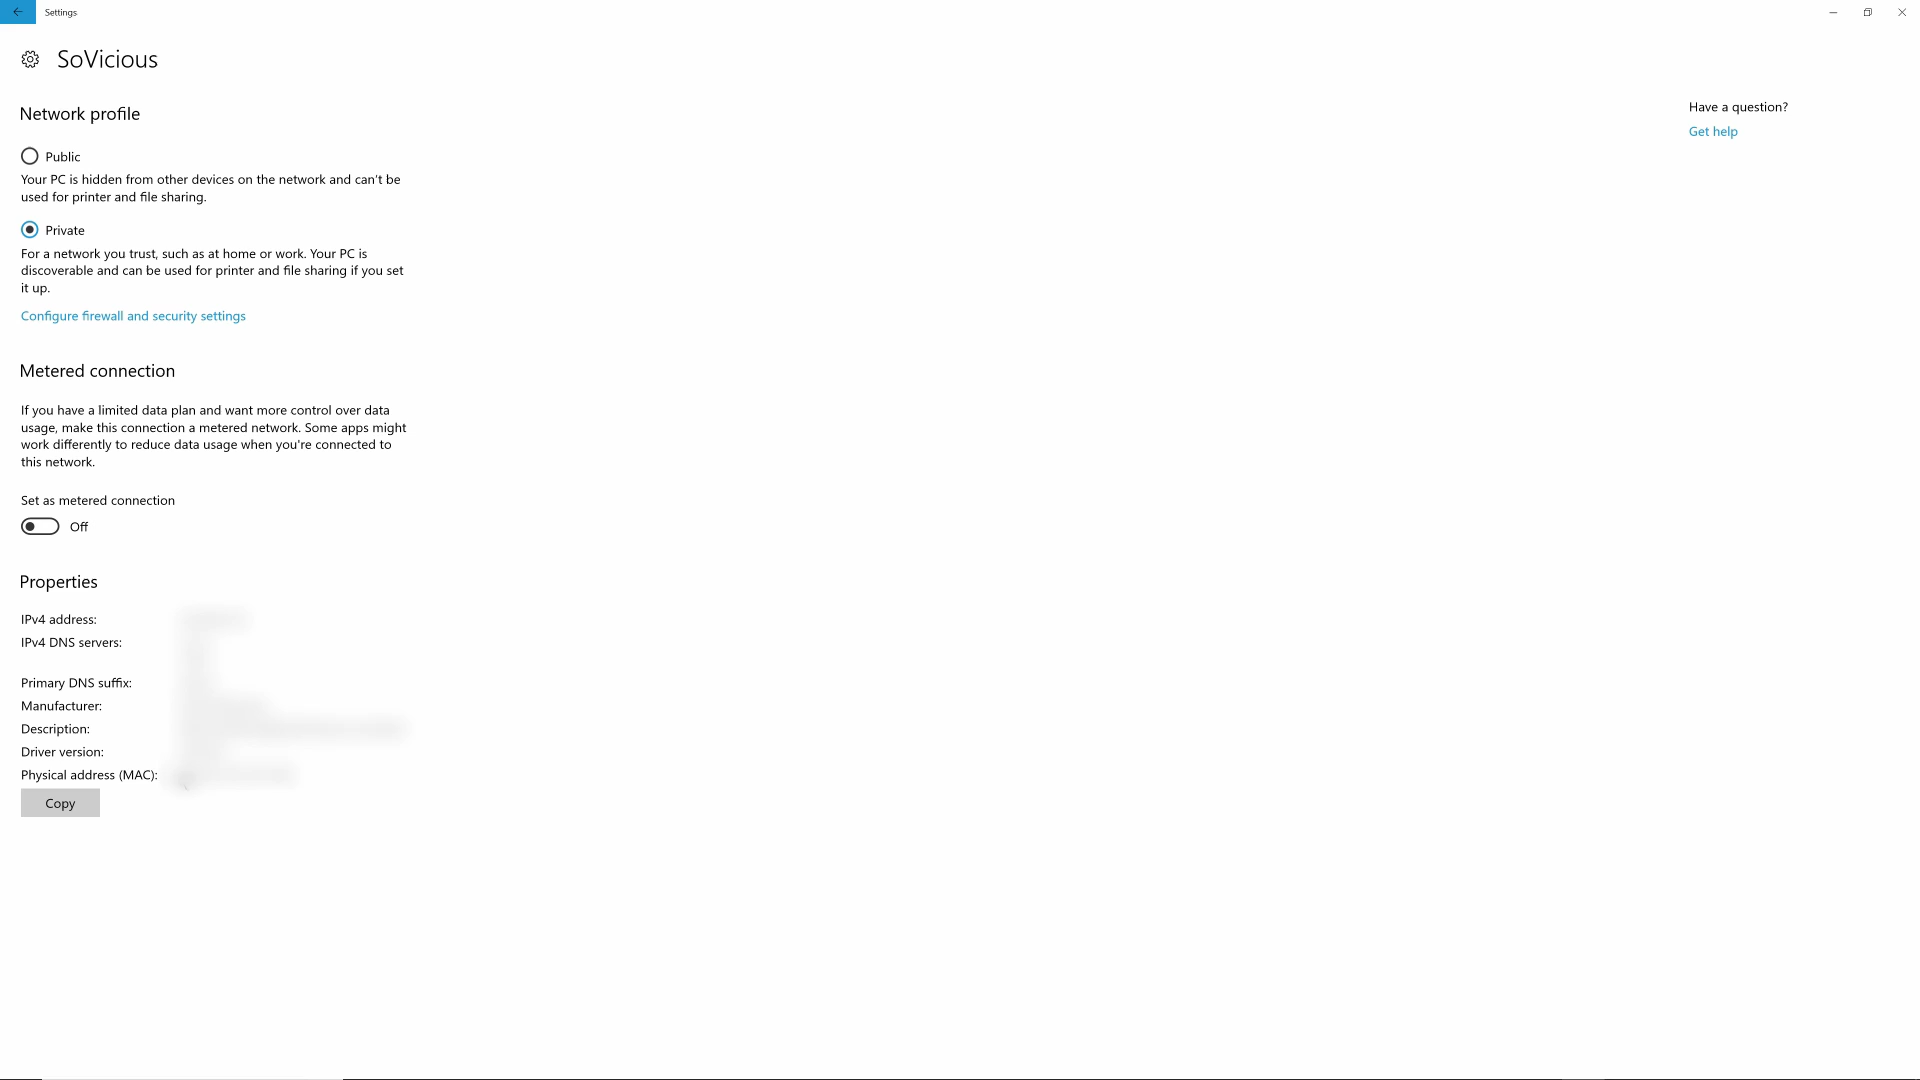 Settings
SoVicious
Network profile
Public
Your PC is hidden from other devices on the network and can't be
used for printer and file sharing.
Private
For a network you trust, such as at home or work. Your PC is
discoverable and can be used for printer and file sharing if you set
it up.
Configure firewall and security settings
Metered connection
If you have a limited data plan and want more control over data
usage, make this connection a metered network. Some apps might
work differently to reduce data usage when you're connected to
this network.
Set as metered connection
Off
Properties
IPv4 address:
IPv4 DNS servers:
Primary DNS suffix:
Manufacturer:
Description:
Driver version:
Physical address (MAC):
Copy
Have a question?
Get help